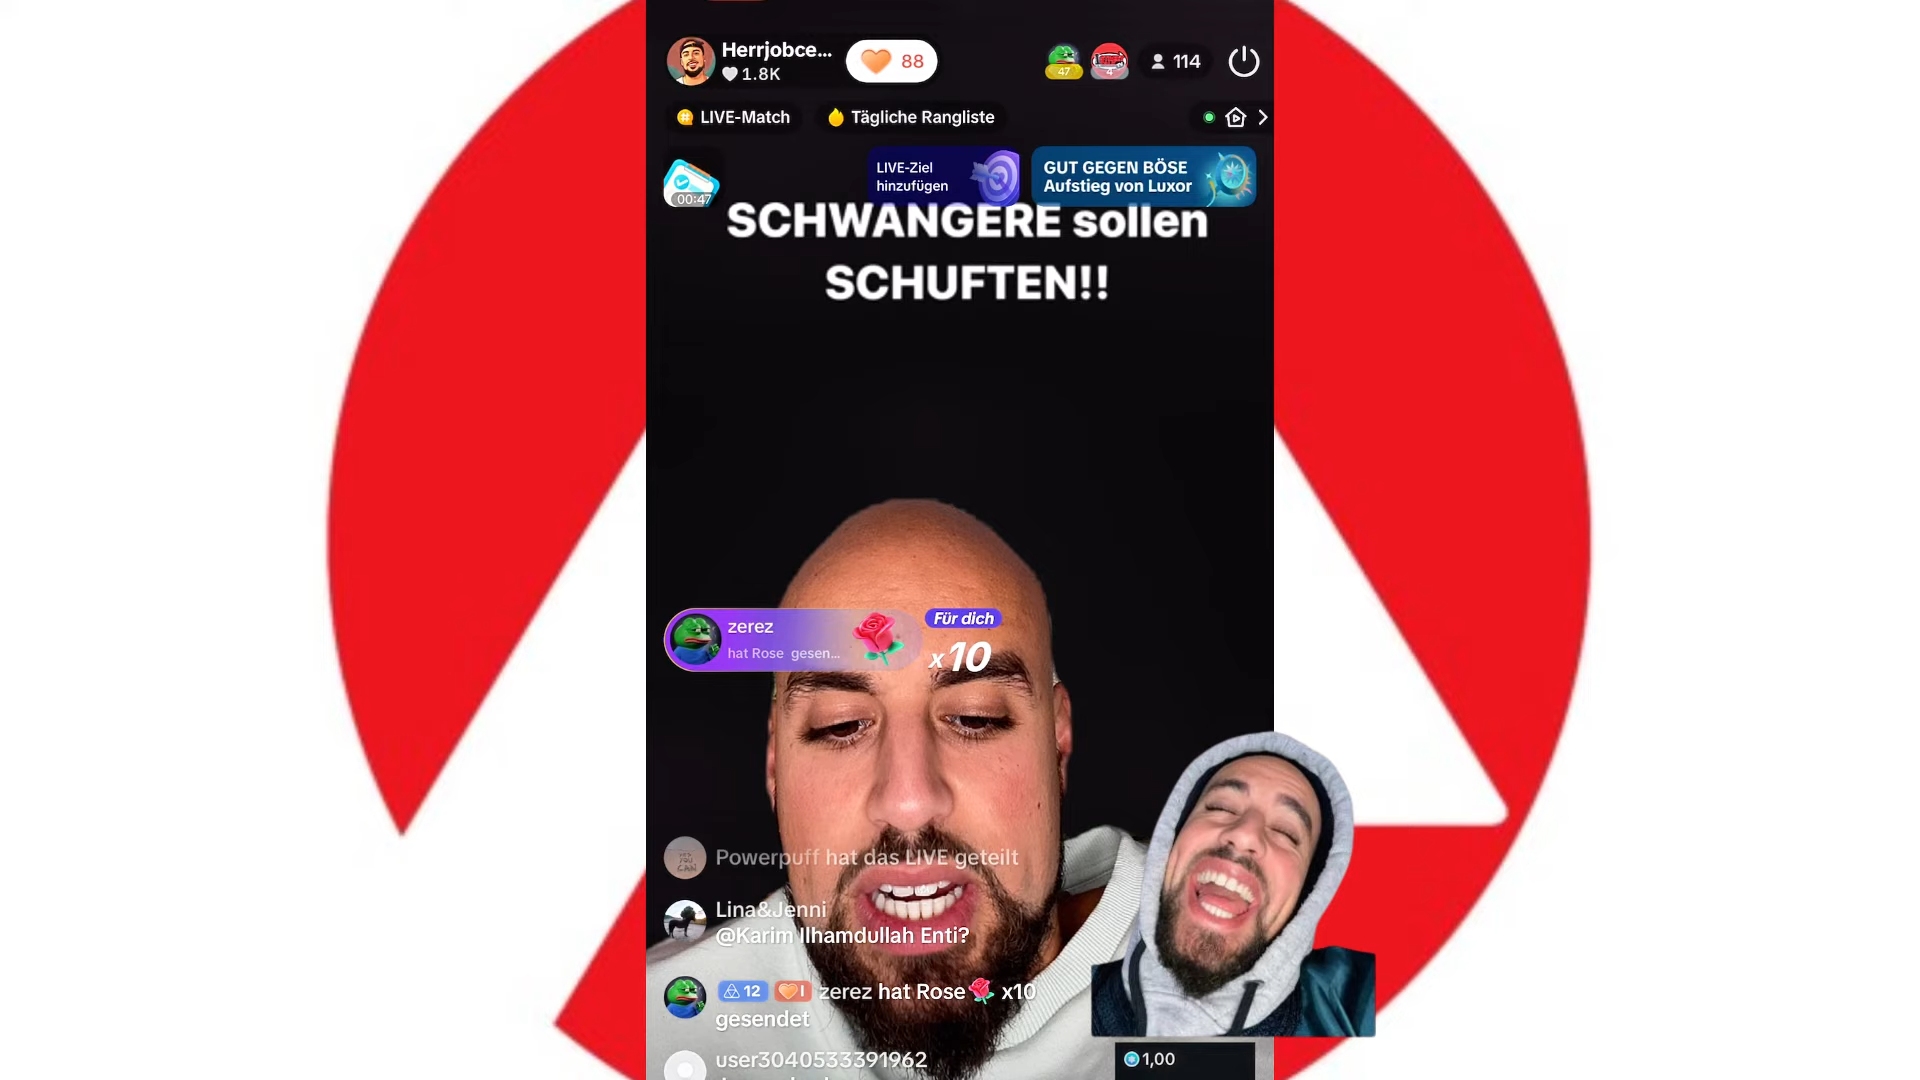 Herrjobce...
1.8K
88
47
4
114
LIVE-Match
Tägliche Rangliste
00:47
LIVE-Ziel
hinzufügen
GUT GEGEN BÖSE
Aufstieg von Luxor
SCHWANGERE sollen
SCHUFTEN!!
zerez
hat Rose gesen...
Für dich
x10
Powerpuff hat das LIVE geteilt
Lina&Jenni
@Karim Ilhamdullah Enti?
12 I zerez hat Rose x10
gesendet
user3040533391962
1,00